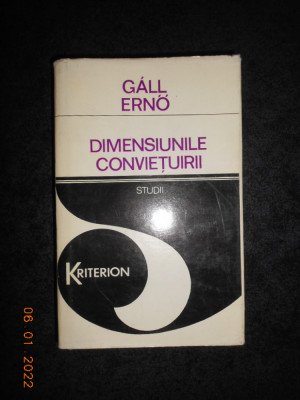 GÁLL
ERNŐ
DIMENSIUNILE
CONVIEȚUIRII
STUDII
KRITERION
06.01.2022